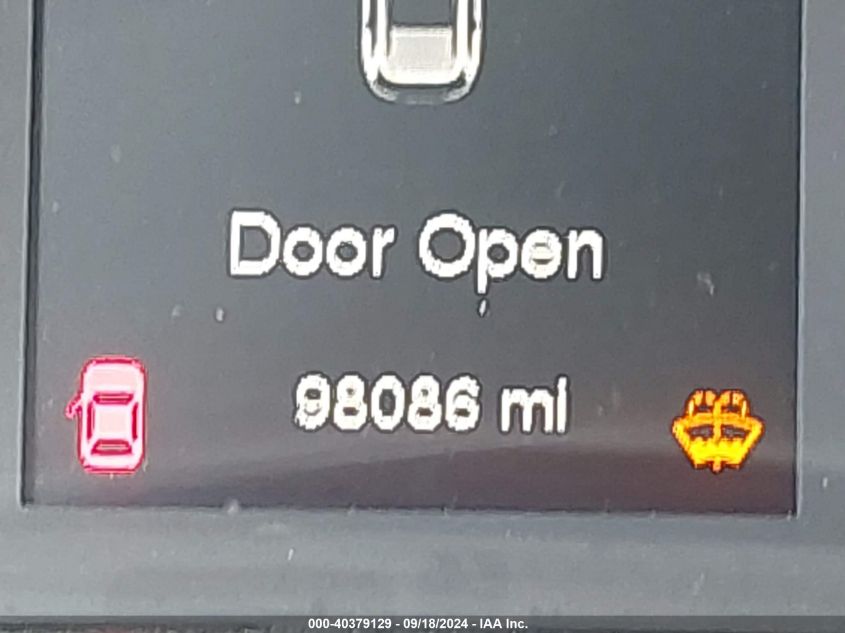 Door Open
98086 mi
000-40379129 - 09/18/2024 - IAA Inc.